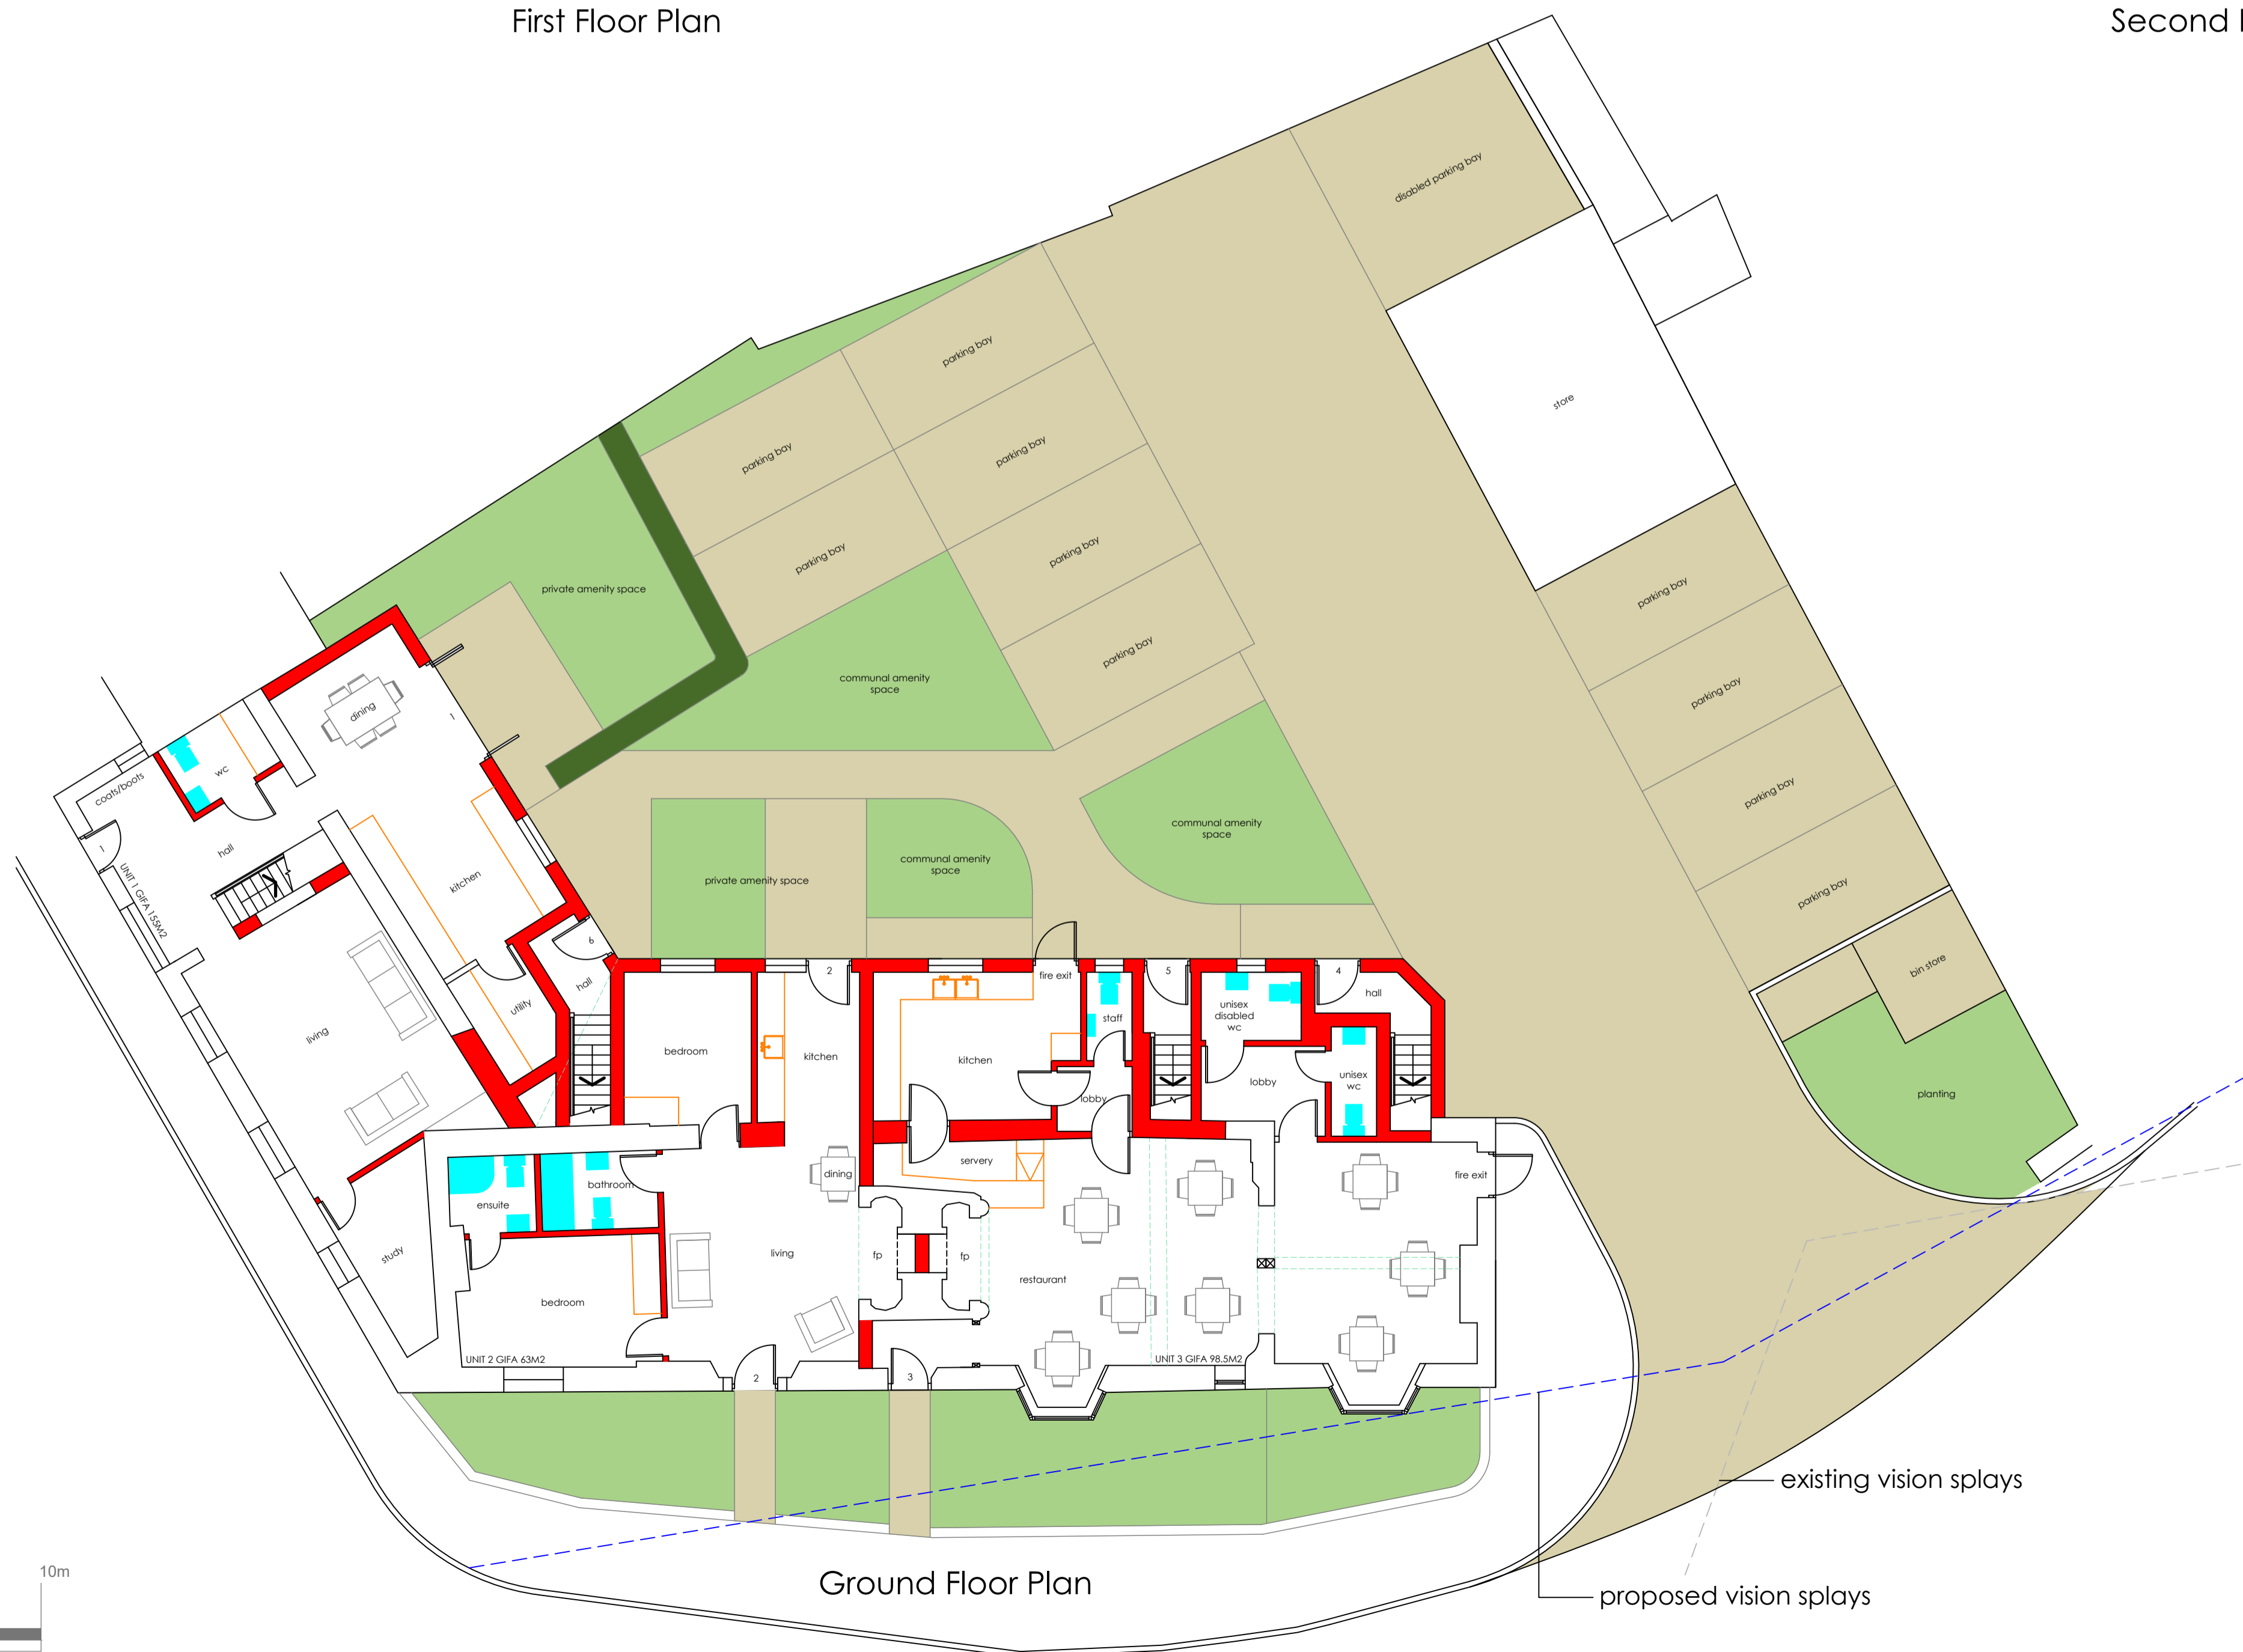 First Floor Plan
Second
disabled parking bay
parking bay
parking bay
parking bay
parking bay
parking bay
parking bay
store
private amenity space
communal amenity
space
parking bay
parking bay
parking bay
parking bay
bin store
planting
dining
1
wc
coats/boots
1
hall
UNIT 1 GIFA 155M2
kitchen
living
utility
hall
6
study
private amenity space
communal amenity
space
communal amenity
space
bedroom
kitchen
2
kitchen
fire exit
staff
5
unisex
disabled
wc
4
hall
lobby
lobby
unisex
wc
ensuite
bathroom
dining
servery
fire exit
living
fp
fp
restaurant
bedroom
UNIT 2 GIFA 63M2
2
3
UNIT 3 GIFA 98.5M2
existing vision splays
proposed vision splays
Ground Floor Plan
10m